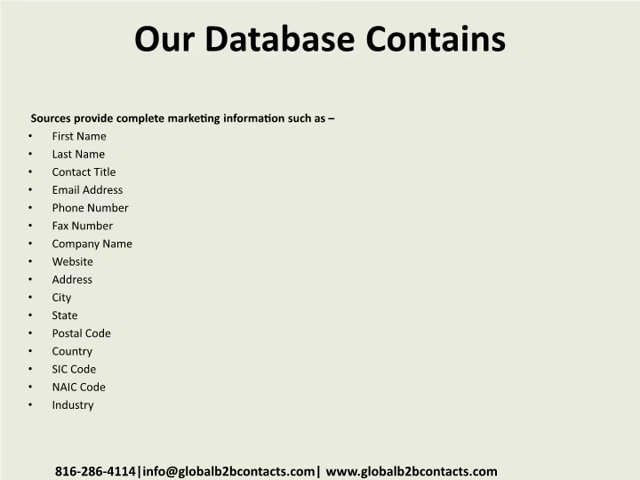 Our Database Contains
Sources provide complete marketing information such as –
• First Name
• Last Name
• Contact Title
• Email Address
• Phone Number
• Fax Number
• Company Name
• Website
• Address
• City
• State
• Postal Code
• Country
• SIC Code
• NAIC Code
• Industry
816-286-4114|info@globalb2bcontacts.com| www.globalb2bcontacts.com